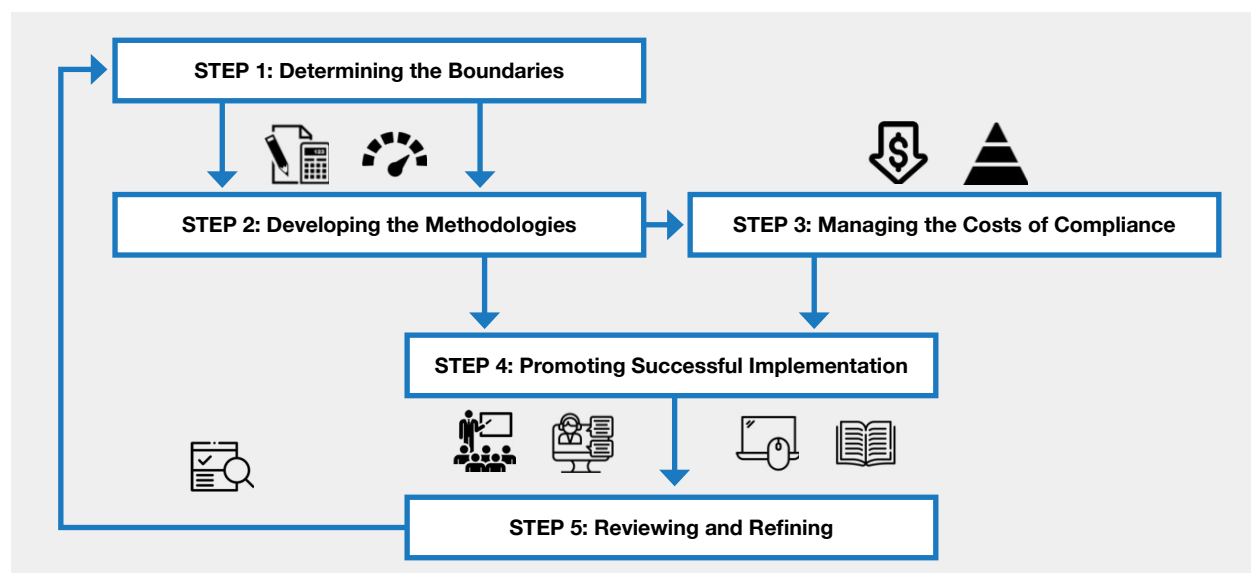 STEP 1: Determining the Boundaries
STEP 2: Developing the Methodologies
STEP 3: Managing the Costs of Compliance
STEP 4: Promoting Successful Implementation
STEP 5: Reviewing and Refining